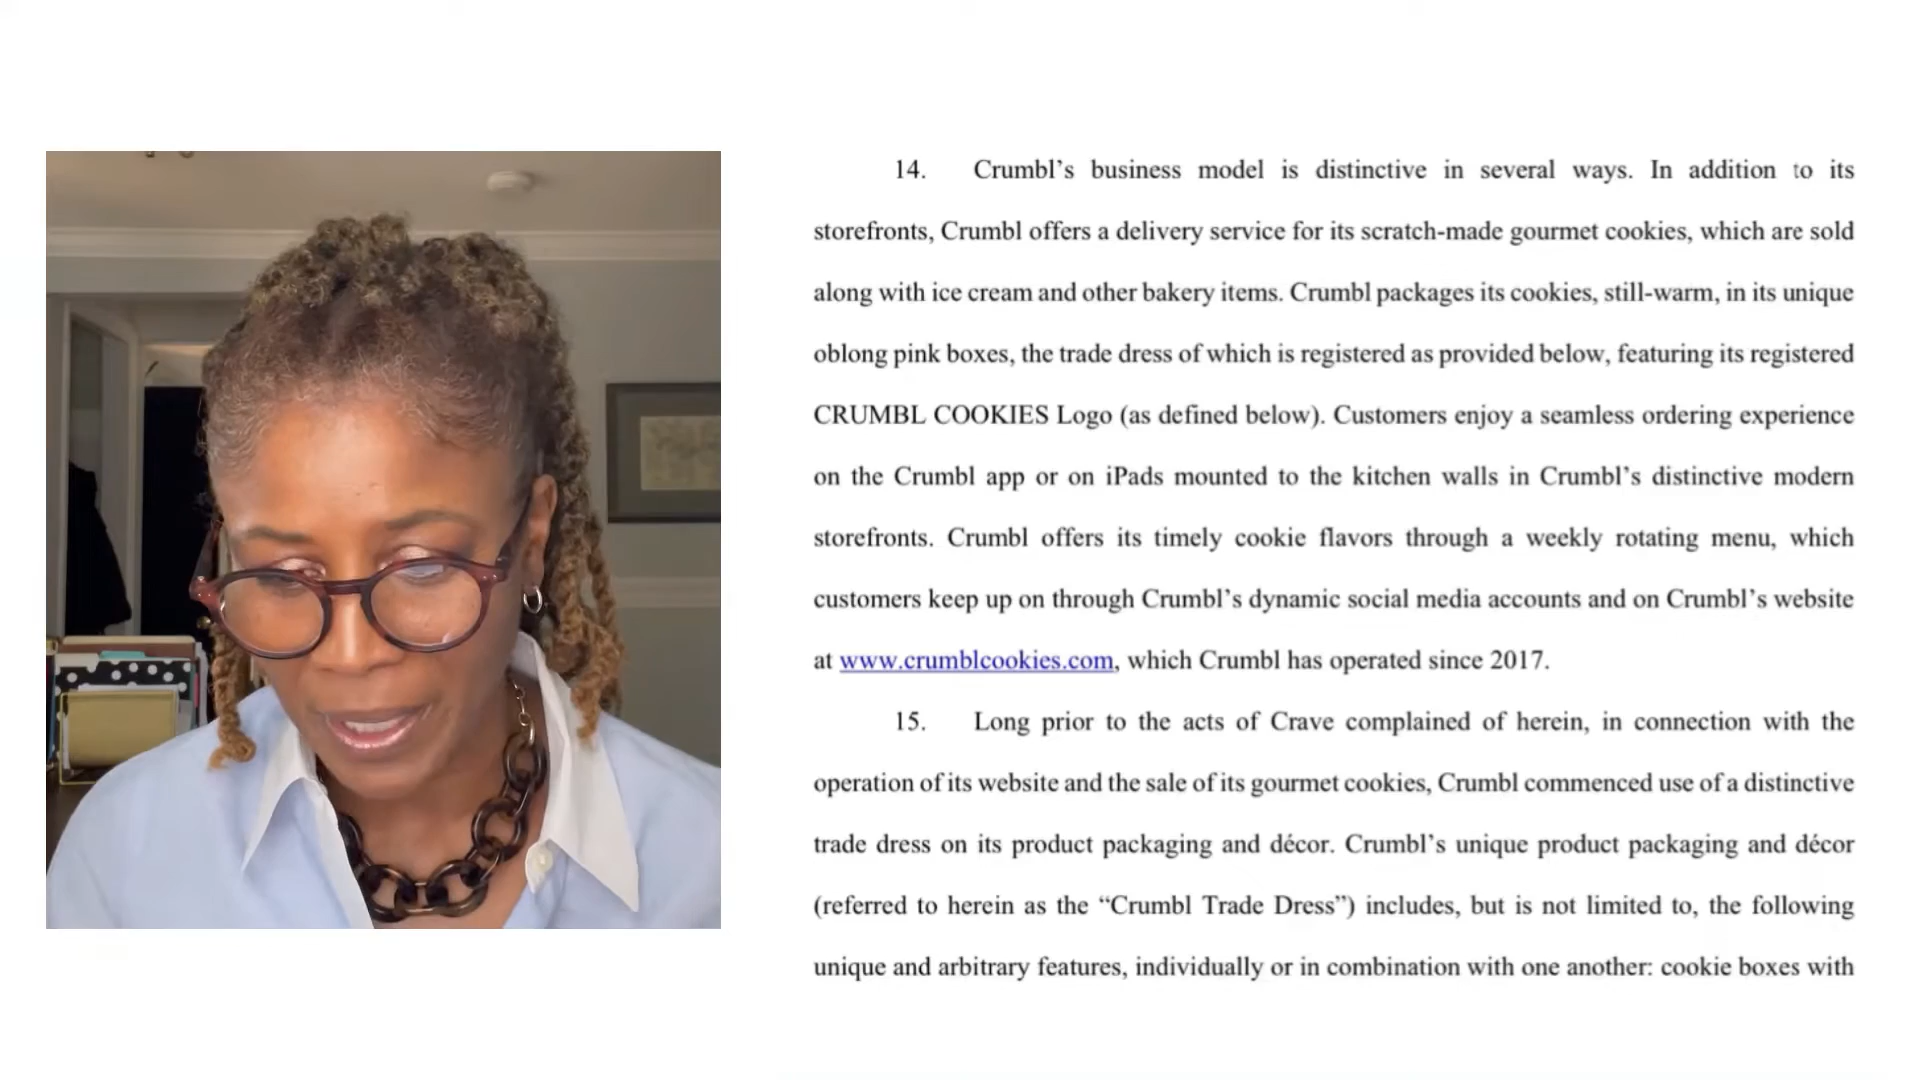 14. Crumbl’s business model is distinctive in several ways. In addition to its
storefronts, Crumbl offers a delivery service for its scratch-made gourmet cookies, which are sold
along with ice cream and other bakery items. Crumbl packages its cookies, still-warm, in its unique
oblong pink boxes, the trade dress of which is registered as provided below, featuring its registered
CRUMBL COOKIES Logo (as defined below). Customers enjoy a seamless ordering experience
on the Crumbl app or on iPads mounted to the kitchen walls in Crumbl’s distinctive modern
storefronts. Crumbl offers its timely cookie flavors through a weekly rotating menu, which
customers keep up on through Crumbl’s dynamic social media accounts and on Crumbl’s website
at www.crumblcookies.com, which Crumbl has operated since 2017.
15. Long prior to the acts of Crave complained of herein, in connection with the
operation of its website and the sale of its gourmet cookies, Crumbl commenced use of a distinctive
trade dress on its product packaging and décor. Crumbl’s unique product packaging and décor
(referred to herein as the “Crumbl Trade Dress”) includes, but is not limited to, the following
unique and arbitrary features, individually or in combination with one another: cookie boxes with